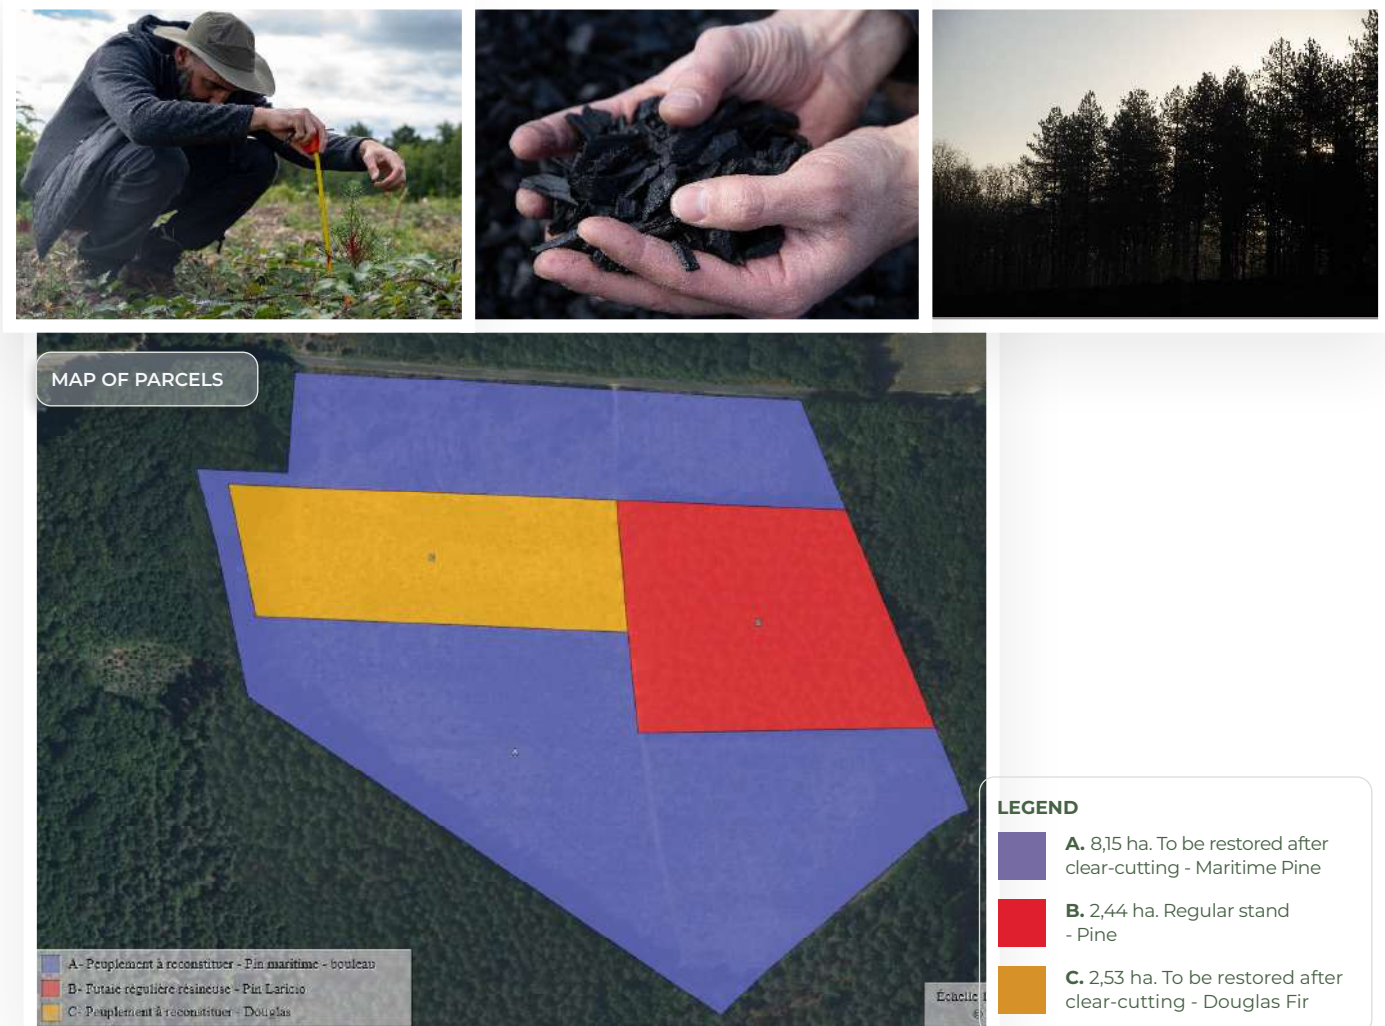 MAP OF PARCELS
LEGEND
A. 8,15 ha. To be restored after
clear-cutting - Maritime Pine
B. 2,44 ha. Regular stand
- Pine
C. 2,53 ha. To be restored after
clear-cutting - Douglas Fir
A- Peuplement à reconstituer - Pin maritime - bouleau
B- Futaie régulière résineuse - Pin Laricio
C- Peuplement à reconstituer - Douglas
Échelle